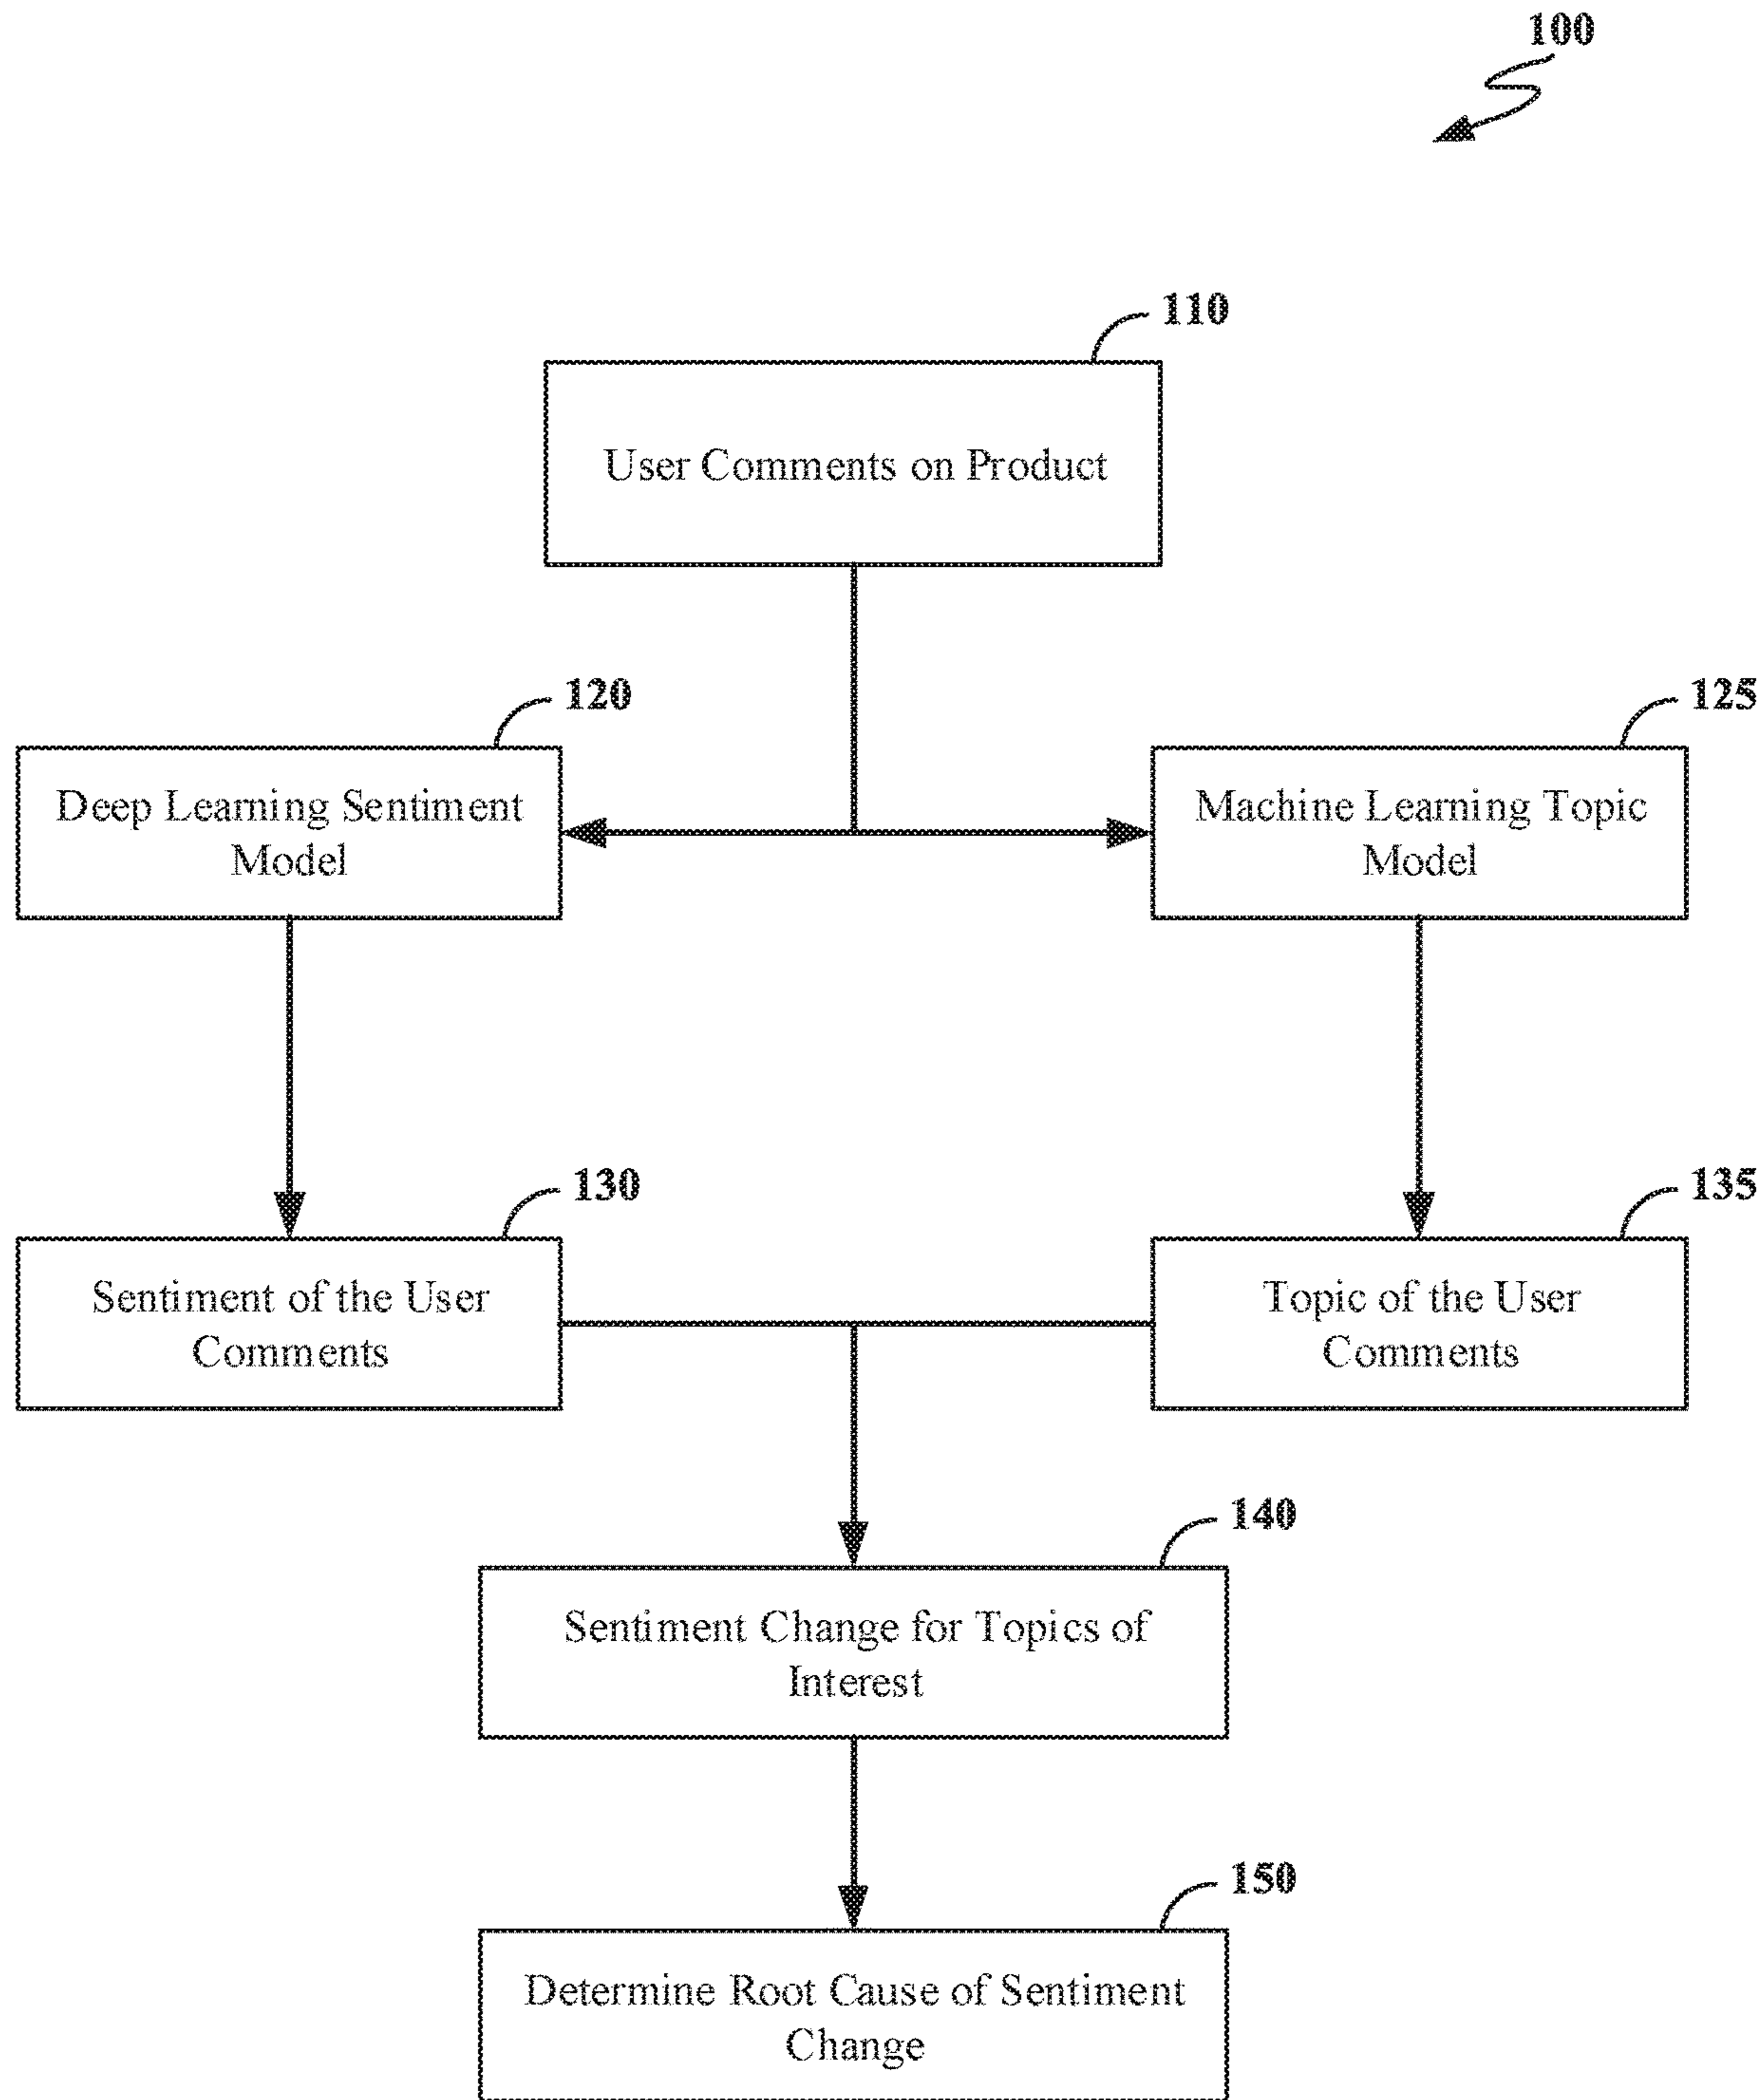 100
110
User Comments on Product
120
125
Deep Learning Sentiment
Model
Machine Learning Topic
Model
130
135
Sentiment of the User
Comments
Topic of the User
Comments
140
Sentiment Change for Topics of
Interest
150
Determine Root Cause of Sentiment
Change